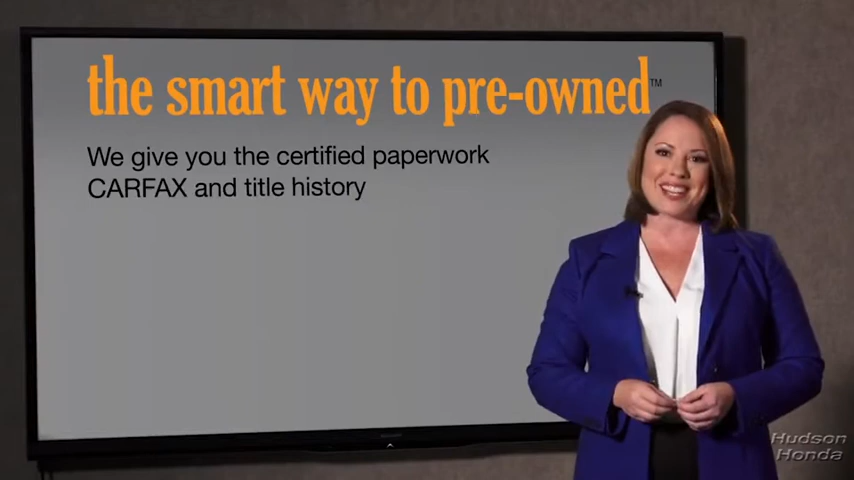 the smart way to pre-owned™
We give you the certified paperwork
CARFAX and title history
Hudson
Honda